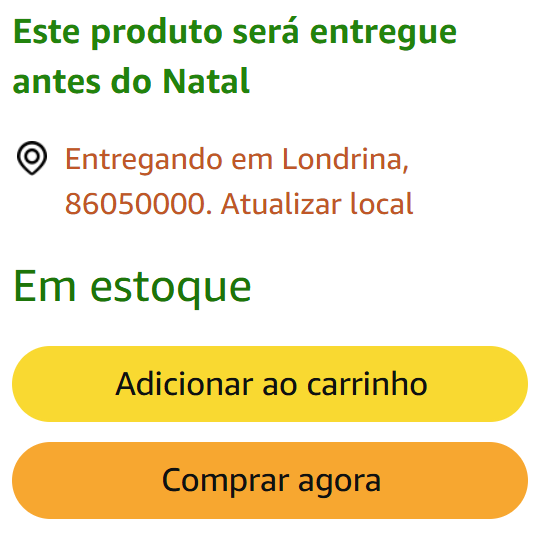 Este produto será entregue
antes do Natal
Entregando em Londrina,
86050000. Atualizar local
Em estoque
Adicionar ao carrinho
Comprar agora